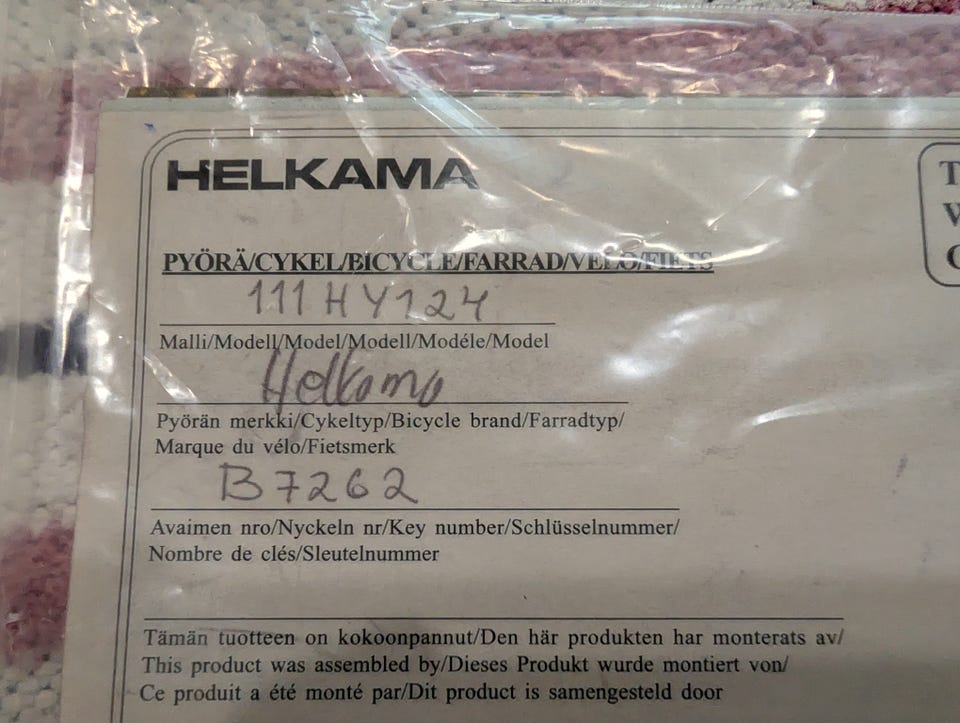 HELKAMA
PYÖRÄ/CYKEL/BICYCLE/FARRAD/VÉLO/FIETS
111HY124
Malli/Modell/Model/Modell/Modéle/Model
Helkama
Pyörän merkki/Cykeltyp/Bicycle brand/Farradtyp/
Marque du vélo/Fietsmerk
B7262
Avaimen nro/Nyckeln nr/Key number/Schlüsselnummer/
Nombre de clés/Sleutelnummer
Tämän tuotteen on kokoonpannut/Den här produkten har monterats av/
This product was assembled by/Dieses Produkt wurde montiert von/
Ce produit a été monté par/Dit product is samengesteld door